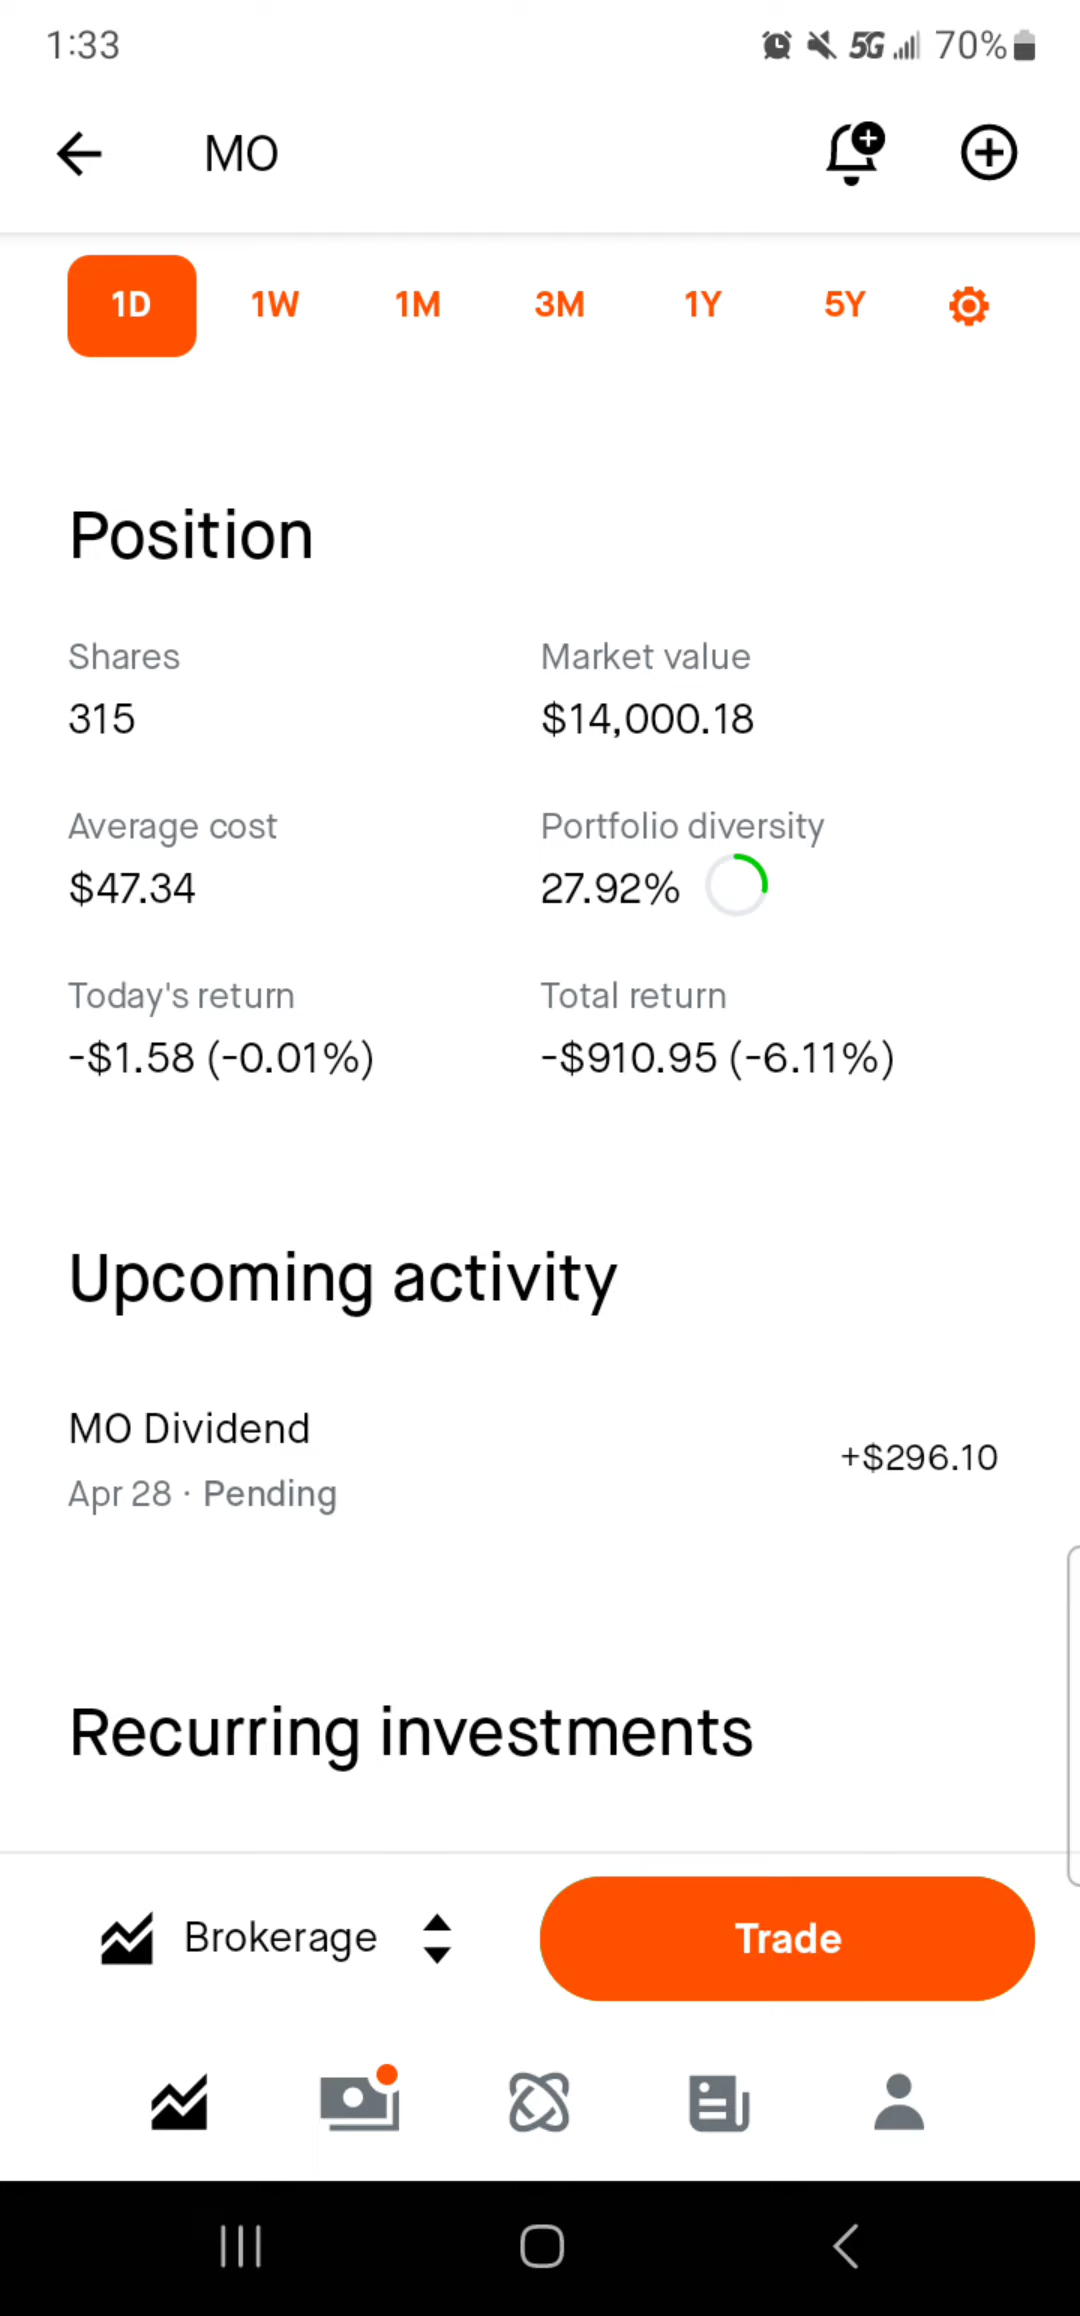 1:33 5G 70%
MO
1D 1W 1M 3M 1Y 5Y
Position
Shares Market value
315 $14,000.18
Average cost Portfolio diversity
$47.34 27.92%
Today's return Total return
-$1.58 (-0.01%) -$910.95 (-6.11%)
Upcoming activity
MO Dividend
+$296.10
Apr 28 · Pending
Recurring investments
Brokerage Trade